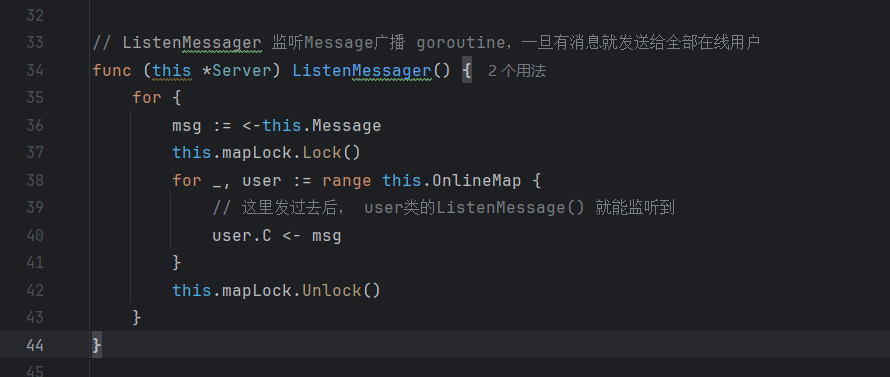 32
33 // ListenMessager 监听Message广播 goroutine，一旦有消息就发送给全部在线用户
34 func (this *Server) ListenMessager() { 2 个用法
35 for {
36 msg := <-this.Message
37 this.mapLock.Lock()
38 for _, user := range this.OnlineMap {
39 // 这里发过去后， user类的ListenMessage() 就能监听到
40 user.C <- msg
41 }
42 this.mapLock.Unlock()
43 }
44 }
45